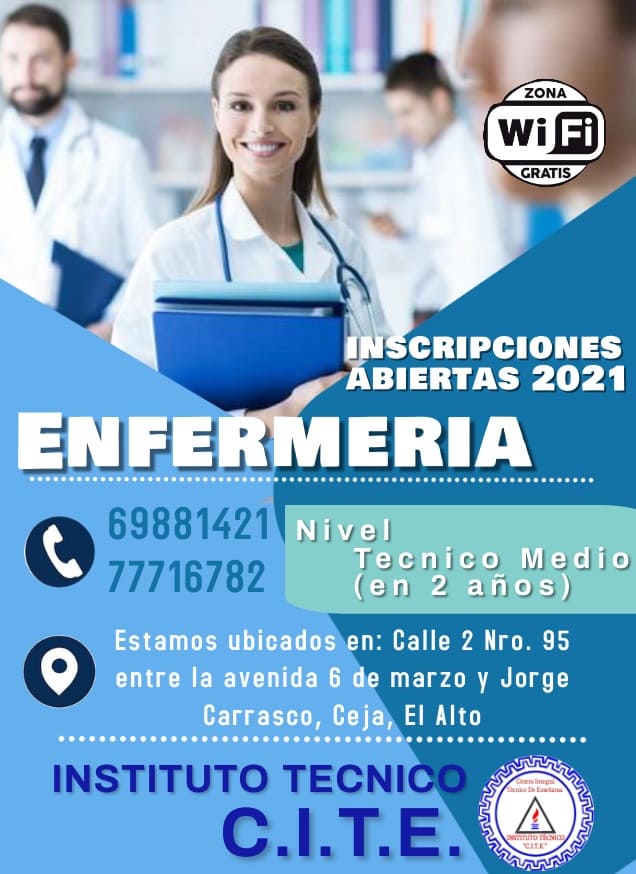 ZONA
WiFi
GRATIS
INSCRIPCIONES
ABIERTAS 2021
ENFERMERIA
69881421
77716782
Nivel
Tecnico Medio
(en 2 años)
Estamos ubicados en: Calle 2 Nro. 95
entre la avenida 6 de marzo y Jorge
Carrasco, Ceja, El Alto
INSTITUTO TECNICO
C.I.T.E.
Centro Integral
Técnico De Enseñanza
INSTITUTO TÉCNICO
"C.I.T.E."